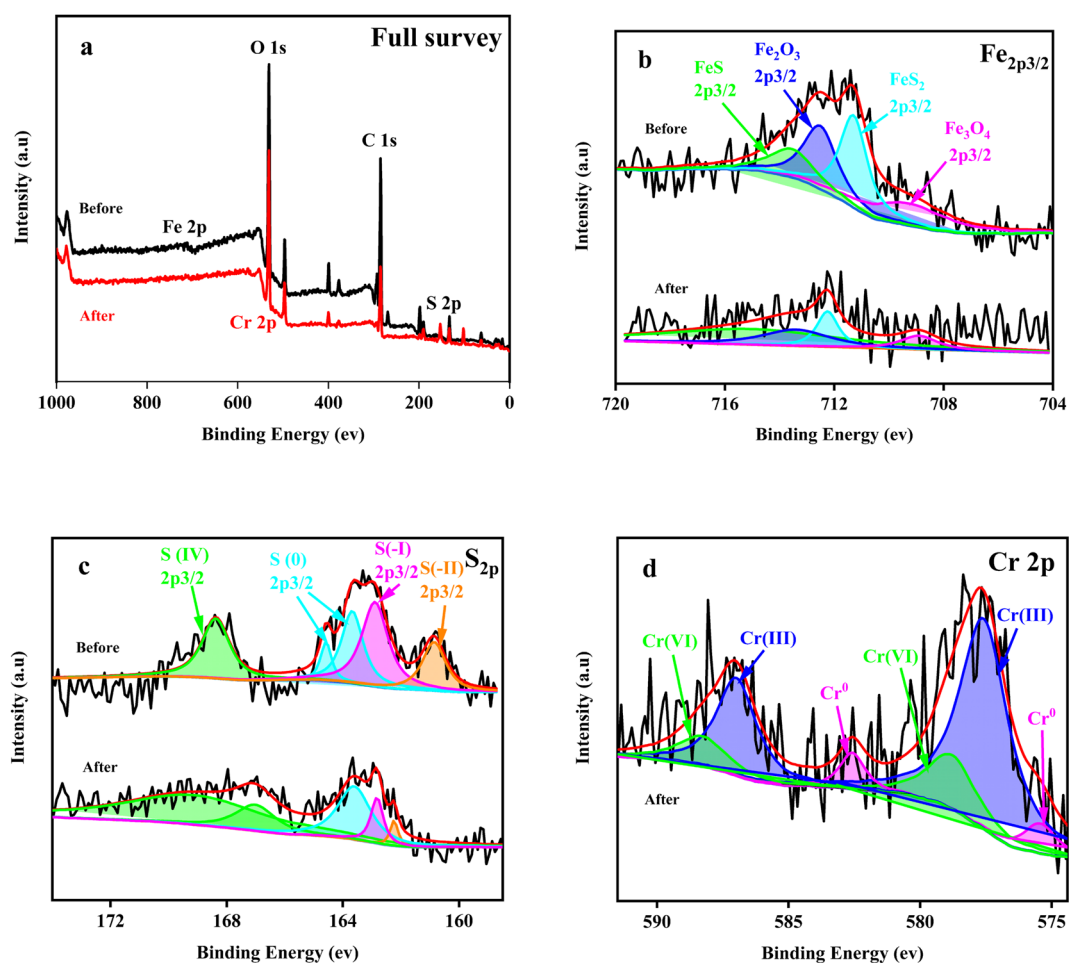 a
Full survey
O 1s
C 1s
Before
Fe 2p
After
Cr 2p
S 2p
Intensity (a.u)
1000
800
600
400
200
0
Binding Energy (ev)
b
Fe2p3/2
FeS
2p3/2
Fe2O3
2p3/2
FeS2
2p3/2
Fe3O4
2p3/2
Before
After
Intensity (a.u)
720
716
712
708
704
Binding Energy (ev)
c
S2p
S (IV)
2p3/2
S (0)
2p3/2
S(-I)
2p3/2
S(-II)
2p3/2
Before
After
Intensity (a.u)
172
168
164
160
Binding Energy (ev)
d
Cr 2p
Cr(VI)
Cr(III)
Cr⁰
Cr(VI)
Cr(III)
Cr⁰
After
Intensity (a.u)
590
585
580
575
Binding Energy (ev)